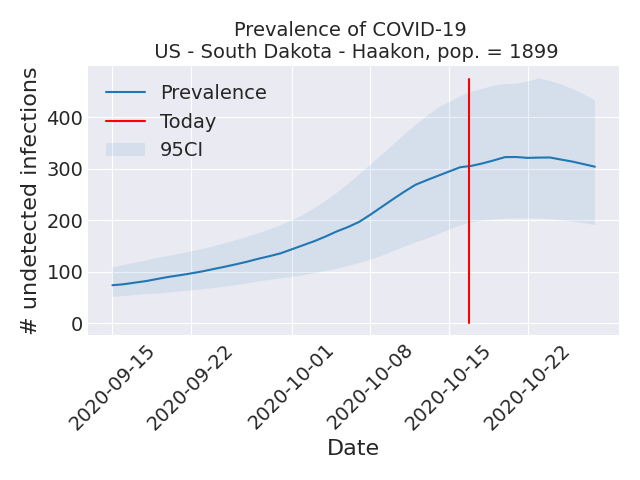 Prevalence of COVID-19
US - South Dakota - Haakon, pop. = 1899
# undetected infections
400
300
200
100
0
Prevalence
Today
95CI
2020-09-15
2020-09-22
2020-10-01
2020-10-08
2020-10-15
2020-10-22
Date